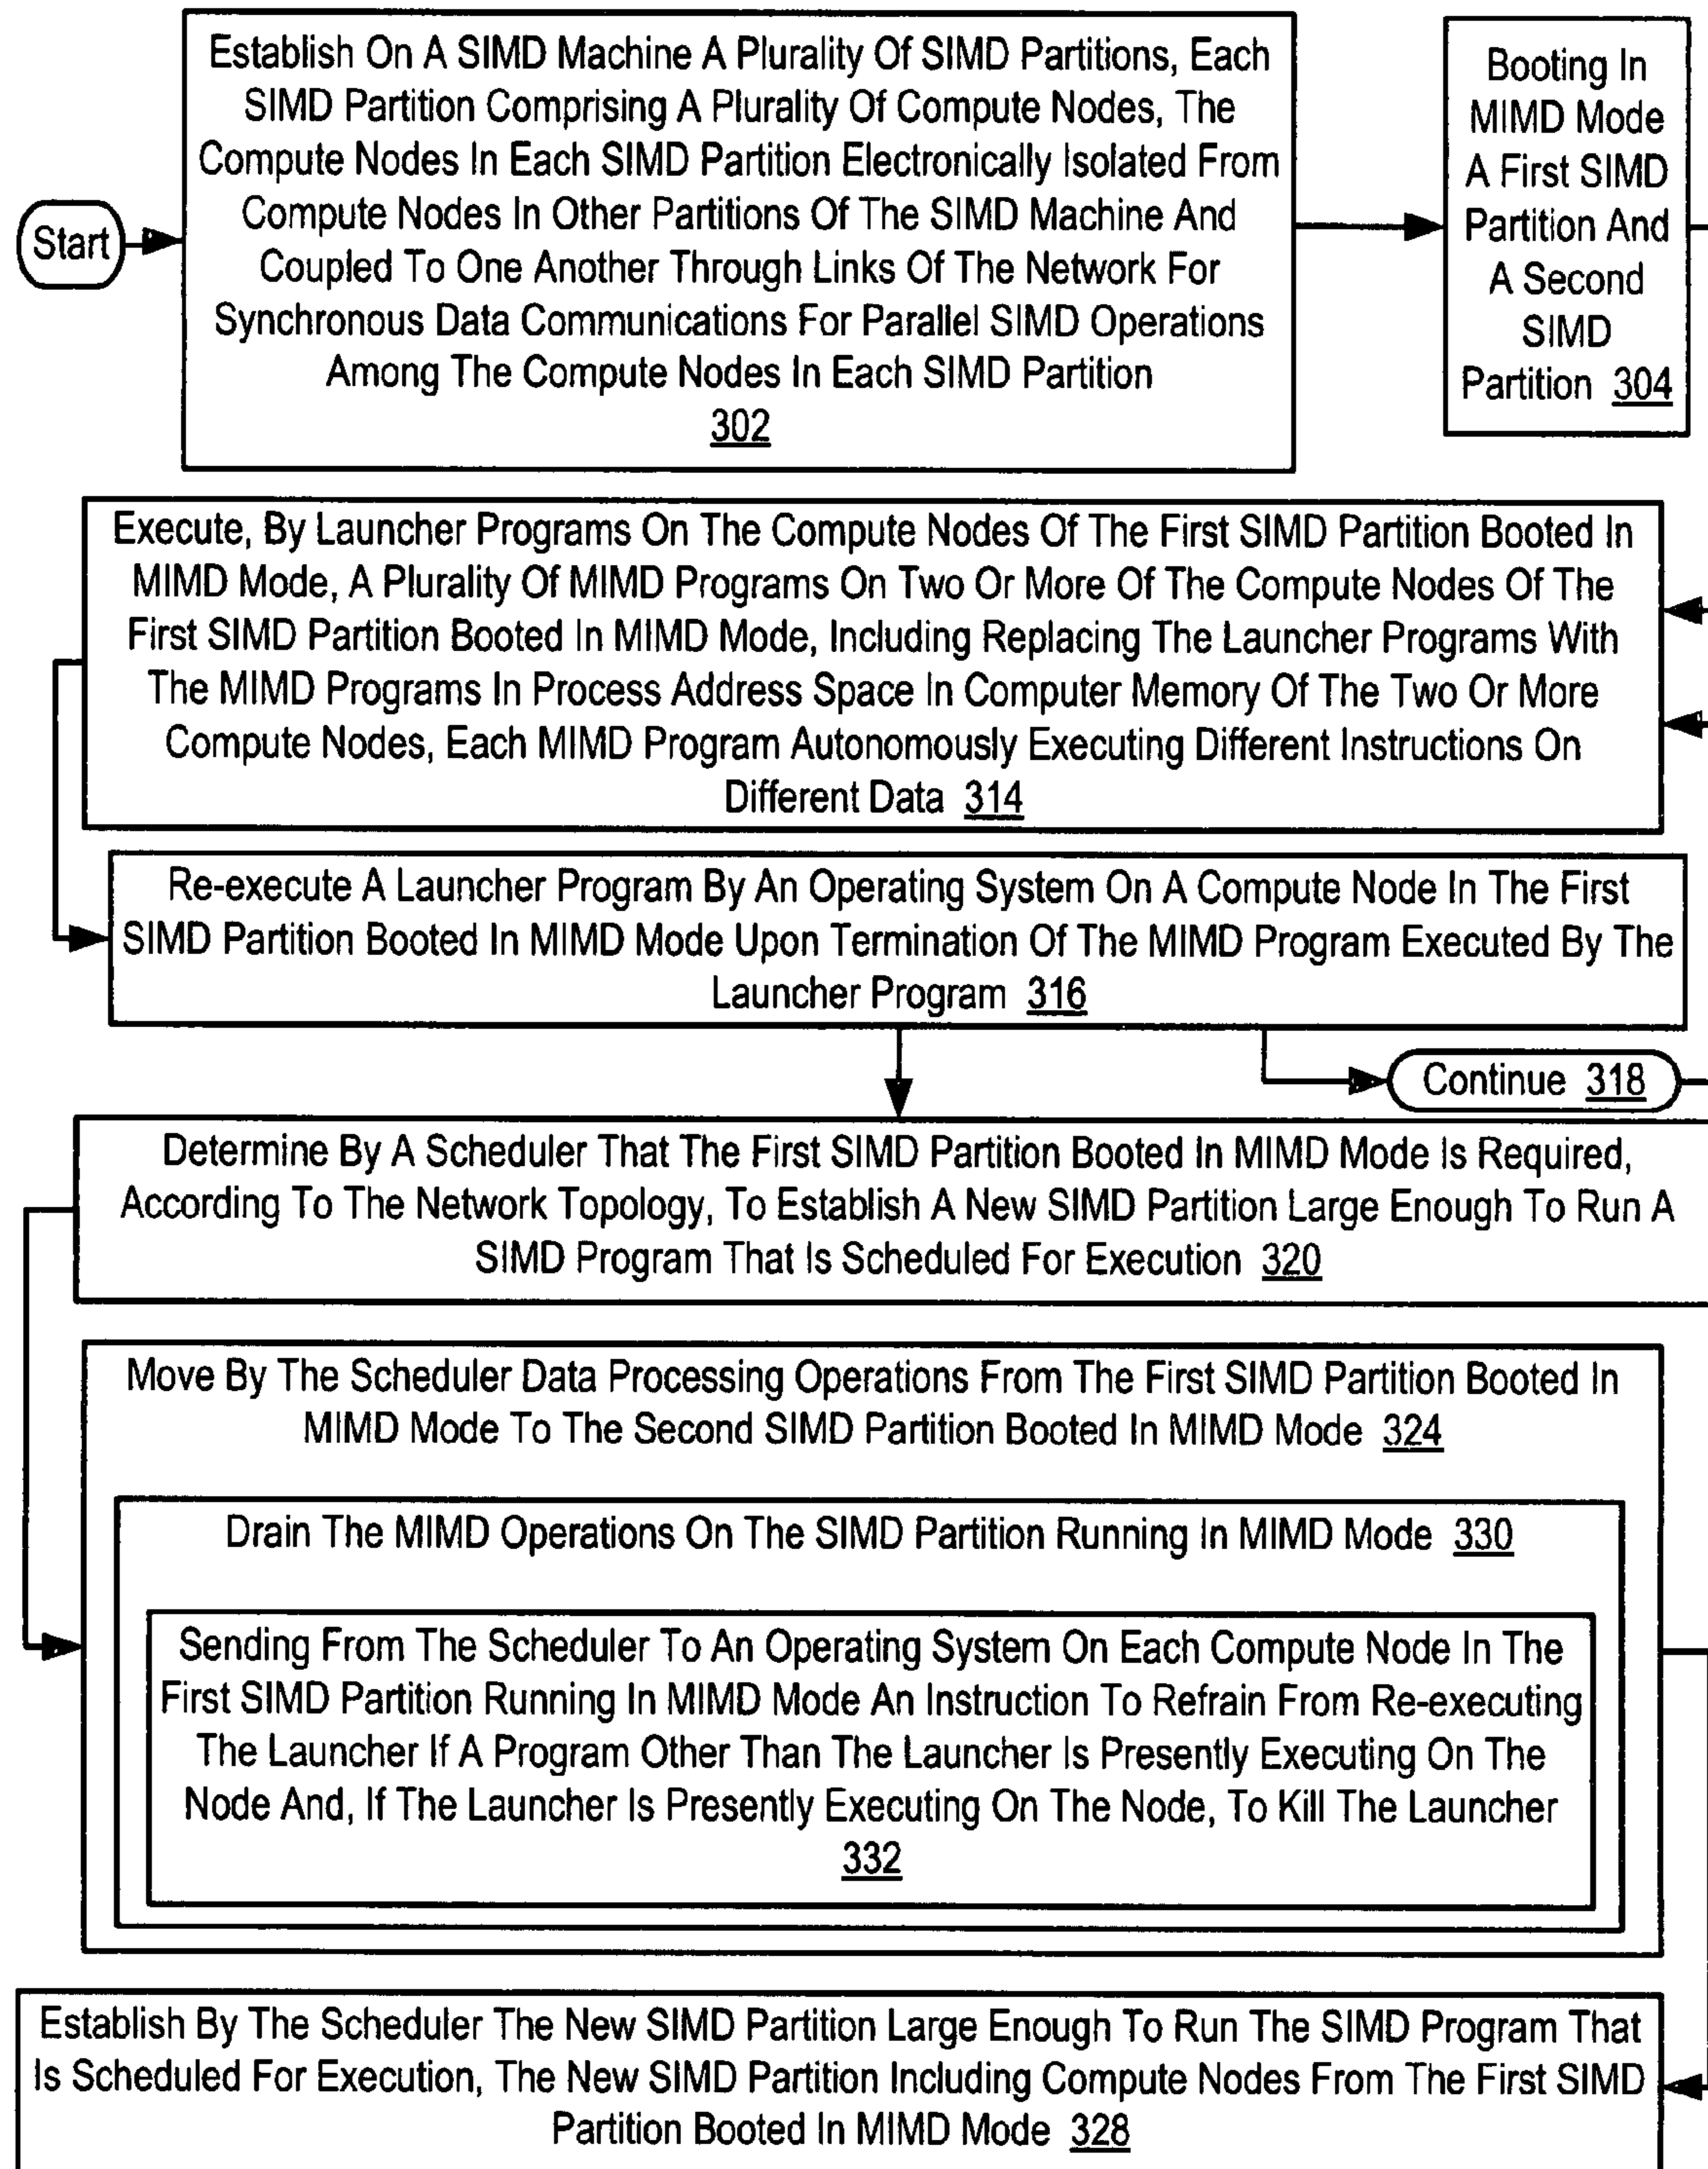 Start
Establish On A SIMD Machine A Plurality Of SIMD Partitions, Each
SIMD Partition Comprising A Plurality Of Compute Nodes, The
Compute Nodes In Each SIMD Partition Electronically Isolated From
Compute Nodes In Other Partitions Of The SIMD Machine And
Coupled To One Another Through Links Of The Network For
Synchronous Data Communications For Parallel SIMD Operations
Among The Compute Nodes In Each SIMD Partition
302
Booting In
MIMD Mode
A First SIMD
Partition And
A Second
SIMD
Partition 304
Execute, By Launcher Programs On The Compute Nodes Of The First SIMD Partition Booted In
MIMD Mode, A Plurality Of MIMD Programs On Two Or More Of The Compute Nodes Of The
First SIMD Partition Booted In MIMD Mode, Including Replacing The Launcher Programs With
The MIMD Programs In Process Address Space In Computer Memory Of The Two Or More
Compute Nodes, Each MIMD Program Autonomously Executing Different Instructions On
Different Data 314
Re-execute A Launcher Program By An Operating System On A Compute Node In The First
SIMD Partition Booted In MIMD Mode Upon Termination Of The MIMD Program Executed By The
Launcher Program 316
Continue 318
Determine By A Scheduler That The First SIMD Partition Booted In MIMD Mode Is Required,
According To The Network Topology, To Establish A New SIMD Partition Large Enough To Run A
SIMD Program That Is Scheduled For Execution 320
Move By The Scheduler Data Processing Operations From The First SIMD Partition Booted In
MIMD Mode To The Second SIMD Partition Booted In MIMD Mode 324
Drain The MIMD Operations On The SIMD Partition Running In MIMD Mode 330
Sending From The Scheduler To An Operating System On Each Compute Node In The
First SIMD Partition Running In MIMD Mode An Instruction To Refrain From Re-executing
The Launcher If A Program Other Than The Launcher Is Presently Executing On The
Node And, If The Launcher Is Presently Executing On The Node, To Kill The Launcher
332
Establish By The Scheduler The New SIMD Partition Large Enough To Run The SIMD Program That
Is Scheduled For Execution, The New SIMD Partition Including Compute Nodes From The First SIMD
Partition Booted In MIMD Mode 328